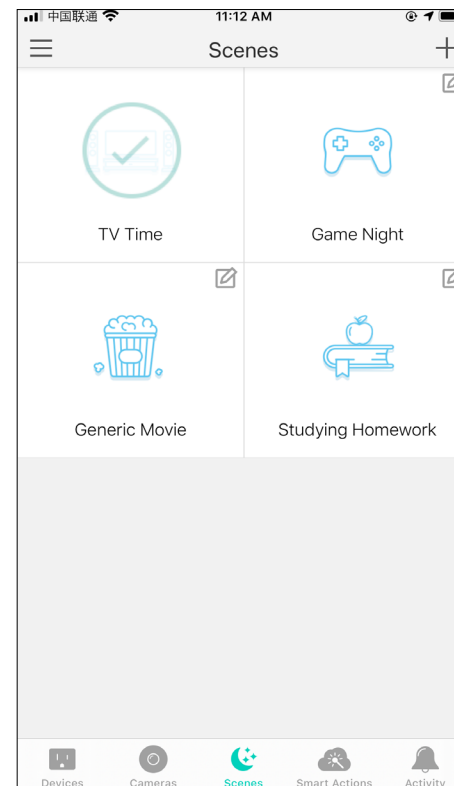 中国联通 11:12 AM
Scenes
TV Time Game Night
Generic Movie Studying Homework
Devices Cameras Scenes Smart Actions Activity